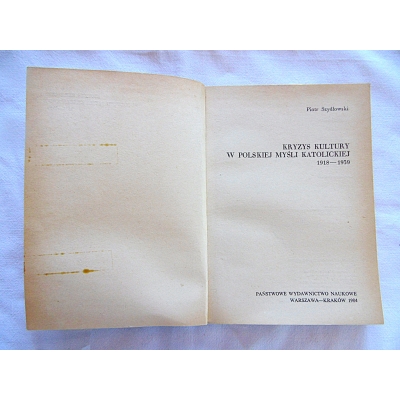 Piotr Szydłowski
KRYZYS KULTURY
W POLSKIEJ MYŚLI KATOLICKIEJ
1918—1939
PAŃSTWOWE WYDAWNICTWO NAUKOWE
WARSZAWA—KRAKÓW 1984